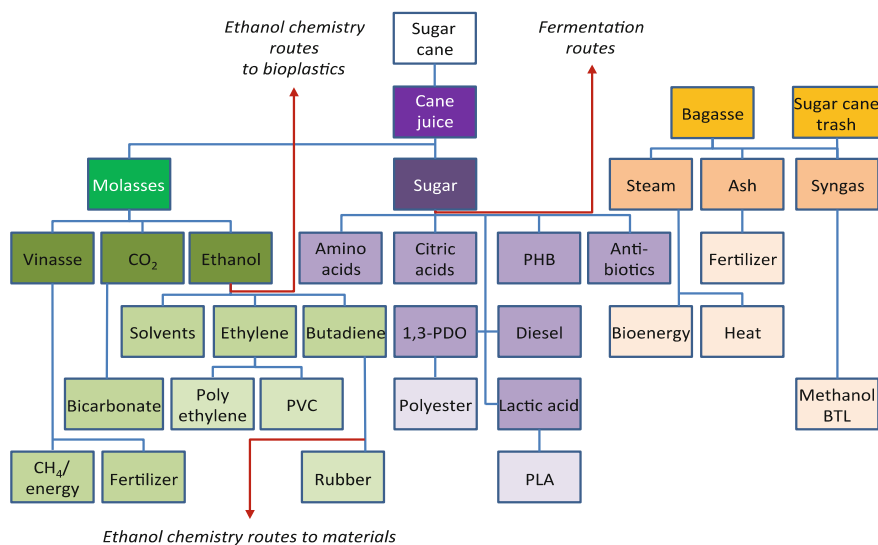 Ethanol chemistry
routes
to bioplastics
Sugar
cane
Fermentation
routes
Cane
juice
Bagasse
Sugar cane
trash
Molasses
Sugar
Steam
Ash
Syngas
Vinasse
CO₂
Ethanol
Amino
acids
Citric
acids
PHB
Anti-
biotics
Fertilizer
Solvents
Ethylene
Butadiene
1,3-PDO
Diesel
Bioenergy
Heat
Bicarbonate
Poly
ethylene
PVC
Polyester
Lactic acid
Methanol
BTL
CH₄/
energy
Fertilizer
Rubber
PLA
Ethanol chemistry routes to materials